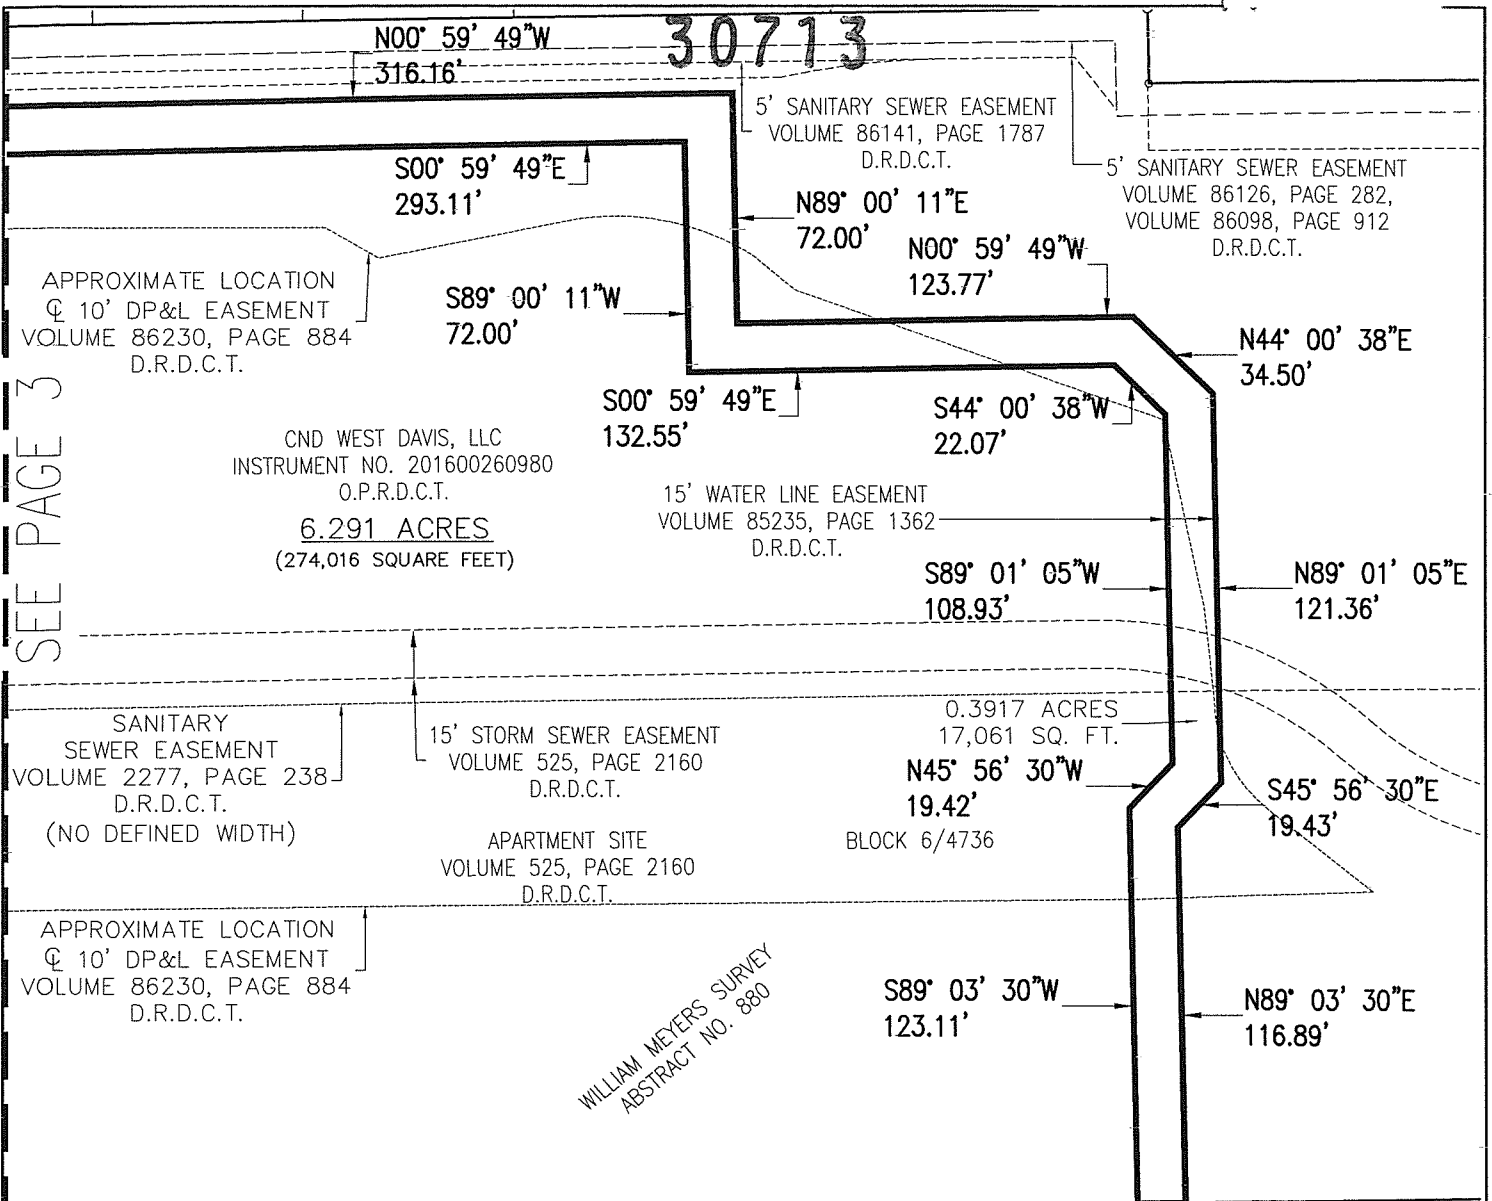 30713
N00° 59' 49"W
316.16'
5' SANITARY SEWER EASEMENT
VOLUME 86141, PAGE 1787
D.R.D.C.T.
S00° 59' 49"E
293.11'
5' SANITARY SEWER EASEMENT
VOLUME 86126, PAGE 282,
VOLUME 86098, PAGE 912
D.R.D.C.T.
N89° 00' 11"E
72.00'
N00° 59' 49"W
123.77'
APPROXIMATE LOCATION
℄ 10' DP&L EASEMENT
VOLUME 86230, PAGE 884
D.R.D.C.T.
S89° 00' 11"W
72.00'
N44° 00' 38"E
34.50'
SEE PAGE 3
S00° 59' 49"E
132.55'
S44° 00' 38"W
22.07'
CND WEST DAVIS, LLC
INSTRUMENT NO. 201600260980
O.P.R.D.C.T.
6.291 ACRES
(274,016 SQUARE FEET)
15' WATER LINE EASEMENT
VOLUME 85235, PAGE 1362
D.R.D.C.T.
S89° 01' 05"W
108.93'
N89° 01' 05"E
121.36'
SANITARY
SEWER EASEMENT
VOLUME 2277, PAGE 238
D.R.D.C.T.
(NO DEFINED WIDTH)
15' STORM SEWER EASEMENT
VOLUME 525, PAGE 2160
D.R.D.C.T.
0.3917 ACRES
17,061 SQ. FT.
N45° 56' 30"W
19.42'
S45° 56' 30"E
19.43'
APARTMENT SITE
VOLUME 525, PAGE 2160
D.R.D.C.T.
BLOCK 6/4736
APPROXIMATE LOCATION
℄ 10' DP&L EASEMENT
VOLUME 86230, PAGE 884
D.R.D.C.T.
WILLIAM MEYERS SURVEY
ABSTRACT NO. 880
S89° 03' 30"W
123.11'
N89° 03' 30"E
116.89'